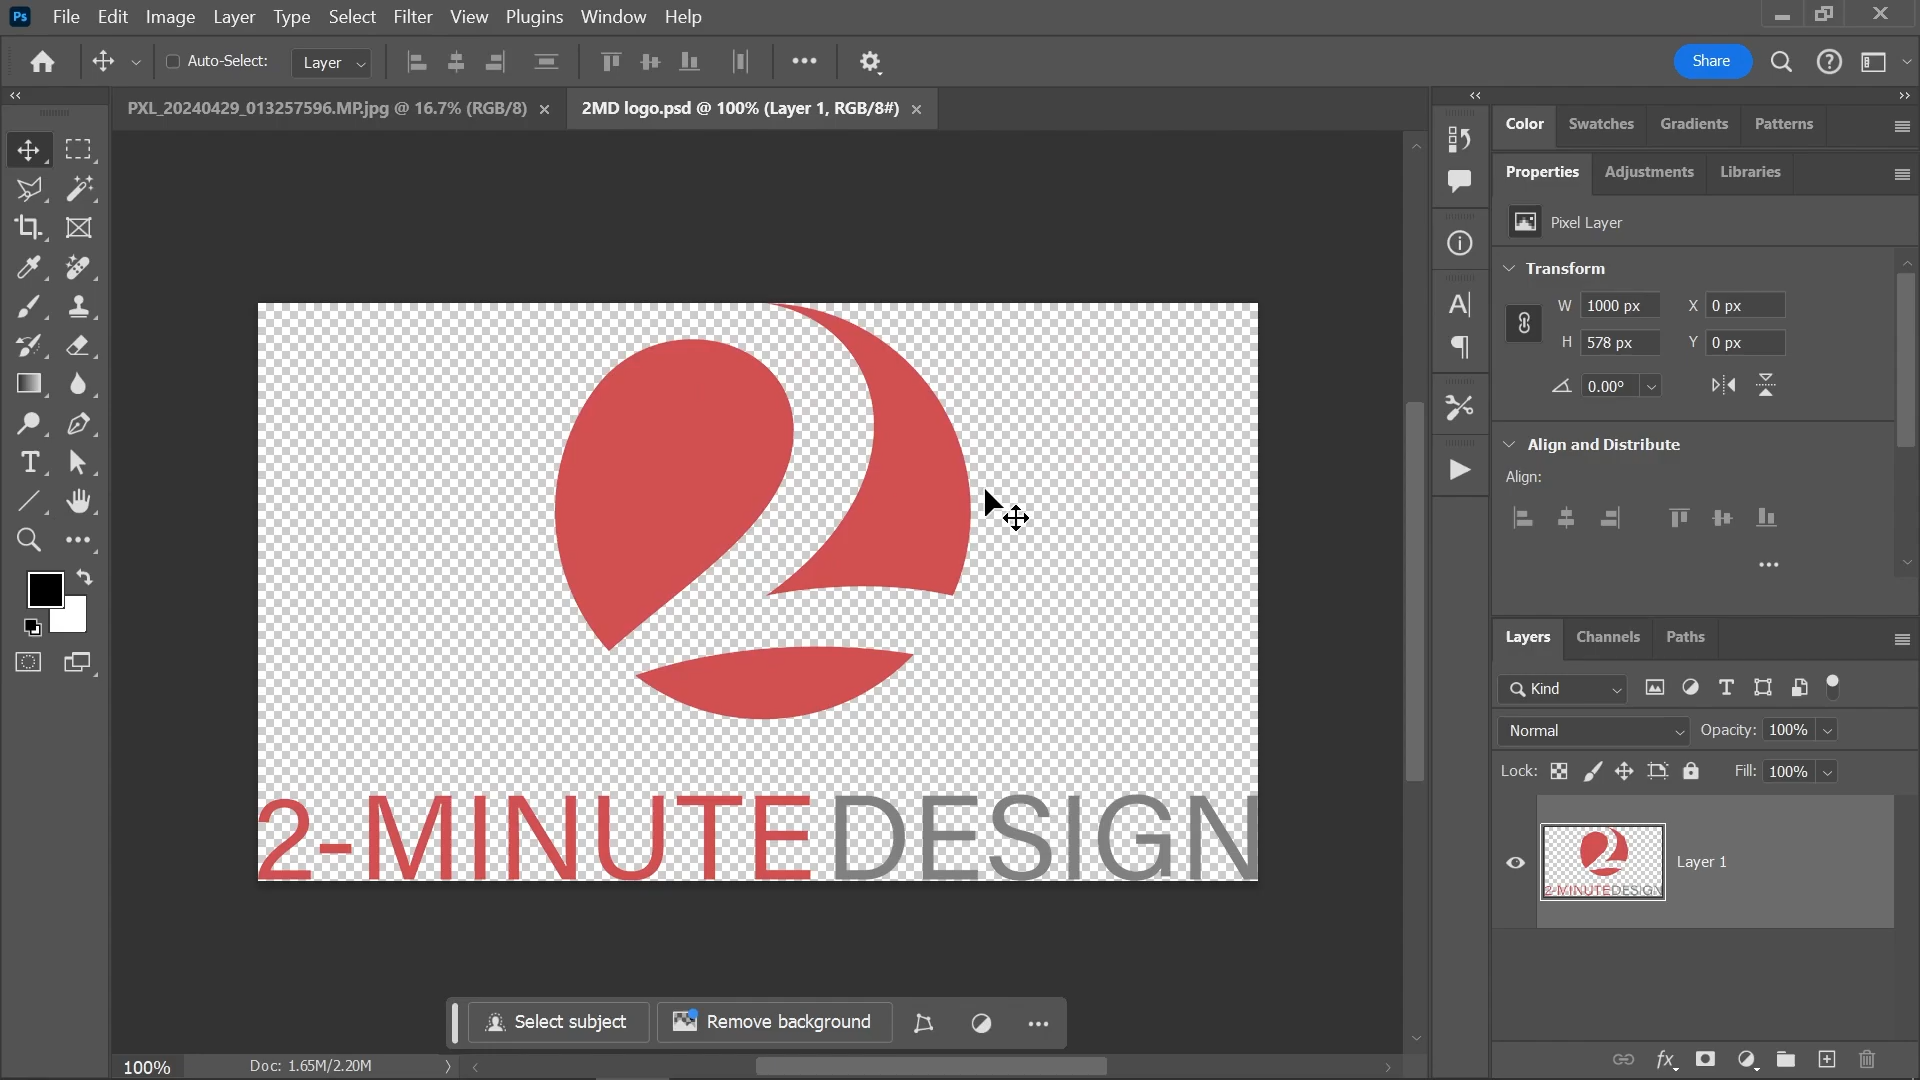 Ps File Edit Image Layer Type Select Filter View Plugins Window Help
Auto-Select: Layer Share
PXL_20240429_013257596.MP.jpg @ 16.7% (RGB/8) 2MD logo.psd @ 100% (Layer 1, RGB/8#)
Color Swatches Gradients Patterns
Properties Adjustments Libraries
Pixel Layer
Transform
W 1000 px X 0 px
H 578 px Y 0 px
0.00°
Align and Distribute
Align:
Layers Channels Paths
Kind
Normal Opacity: 100%
Lock: Fill: 100%
2-MINUTEDESIGN
Layer 1
2-MINUTEDESIGN
Select subject Remove background
100% Doc: 1.65M/2.20M